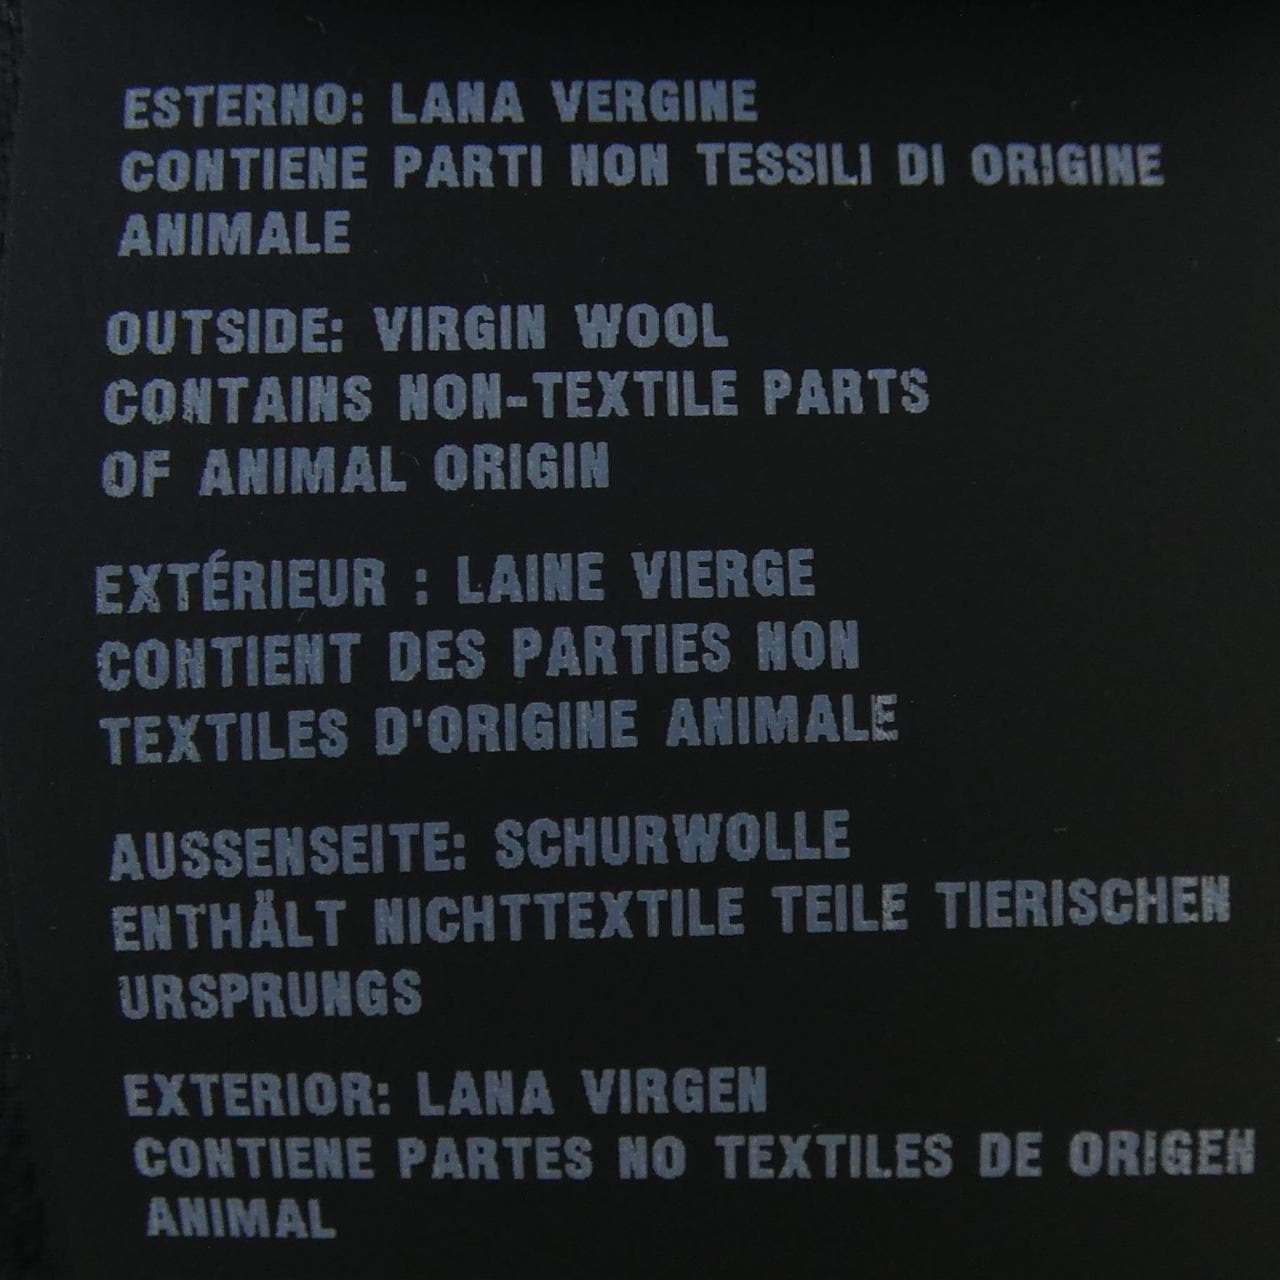 ESTERNO: LANA VERGINE
CONTIENE PARTI NON TESSILI DI ORIGINE
ANIMALE
OUTSIDE: VIRGIN WOOL
CONTAINS NON-TEXTILE PARTS
OF ANIMAL ORIGIN
EXTÉRIEUR : LAINE VIERGE
CONTIENT DES PARTIES NON
TEXTILES D'ORIGINE ANIMALE
AUSSENSEITE: SCHURWOLLE
ENTHÄLT NICHTTEXTILE TEILE TIERISCHEN
URSPRUNGS
EXTERIOR: LANA VIRGEN
CONTIENE PARTES NO TEXTILES DE ORIGEN
ANIMAL